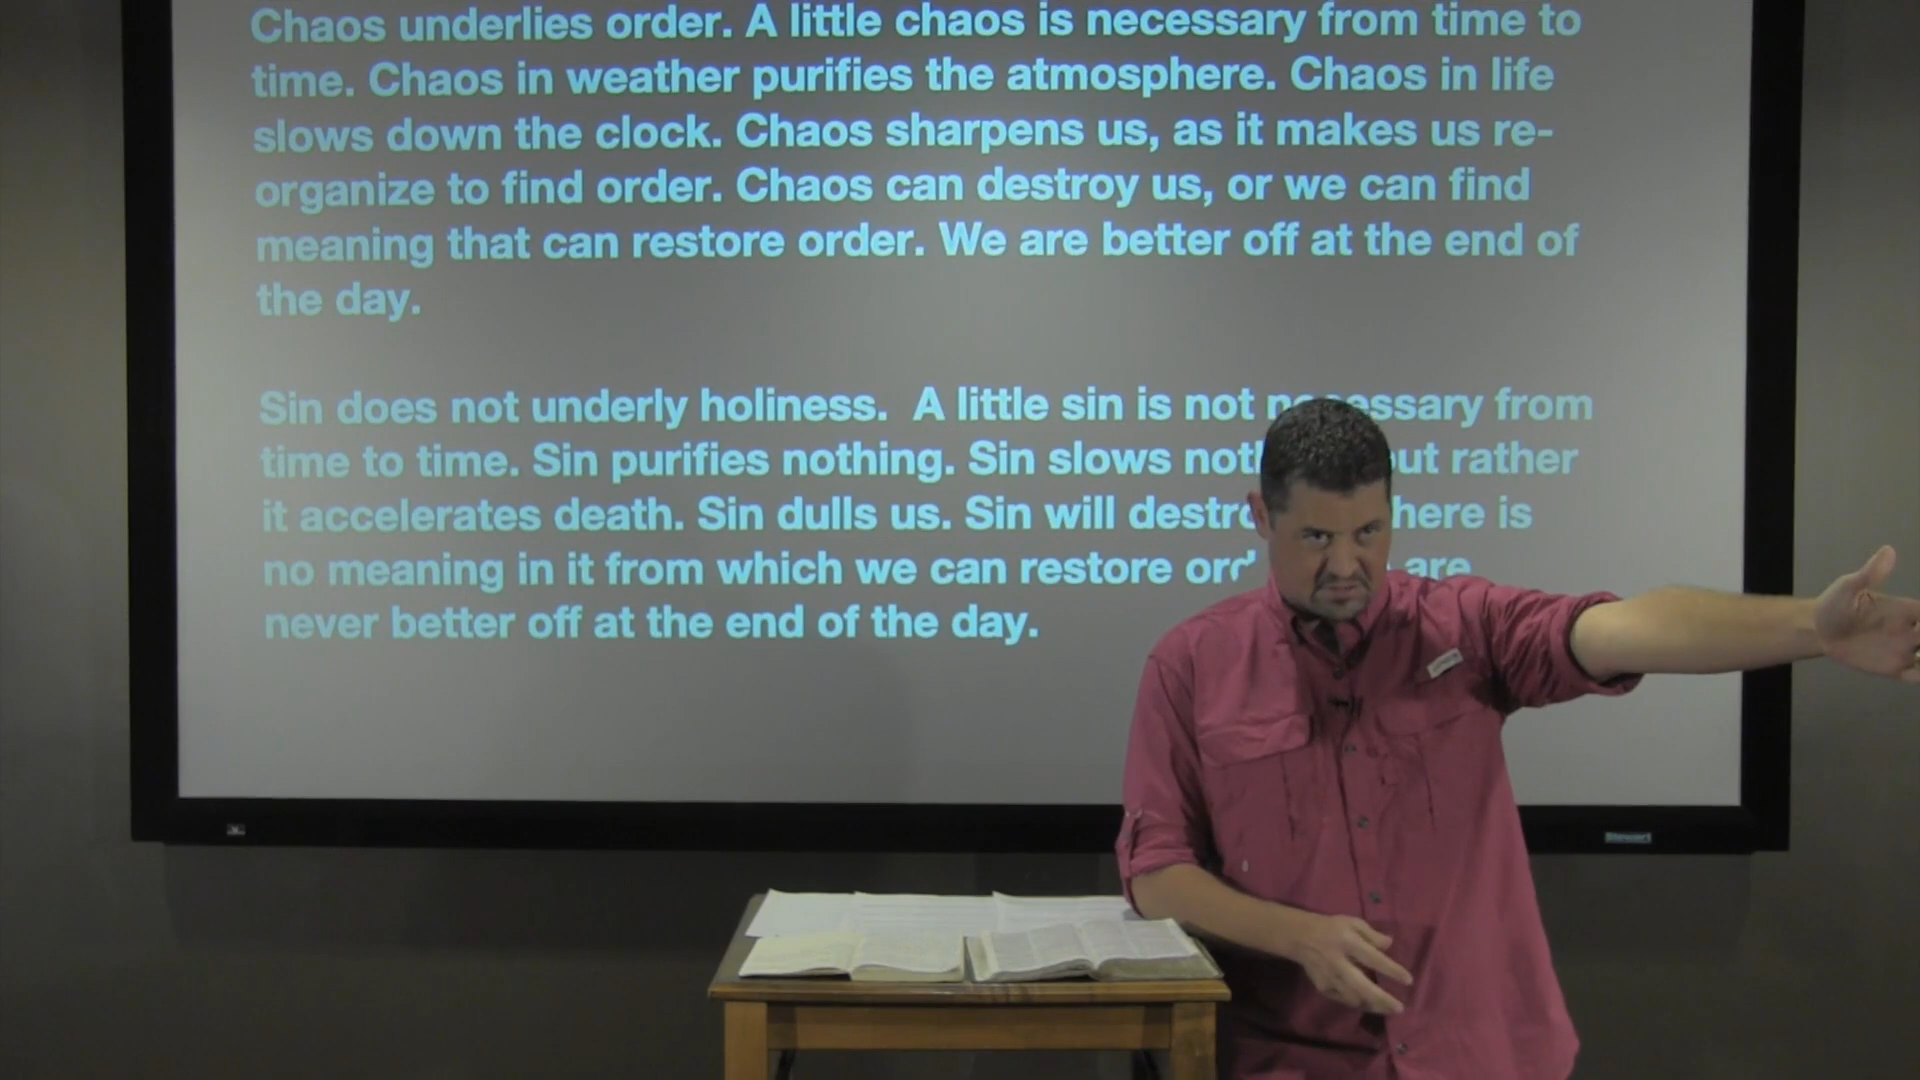 Chaos underlies order. A little chaos is necessary from time to
time. Chaos in weather purifies the atmosphere. Chaos in life
slows down the clock. Chaos sharpens us, as it makes us re-
organize to find order. Chaos can destroy us, or we can find
meaning that can restore order. We are better off at the end of
the day.
Sin does not underly holiness. A little sin is not from
time to time. Sin purifies nothing. Sin slows rather
it accelerates death. Sin dulls us. Sin will is
no meaning in it from which we can restore are
never better off at the end of the day.
Stewart